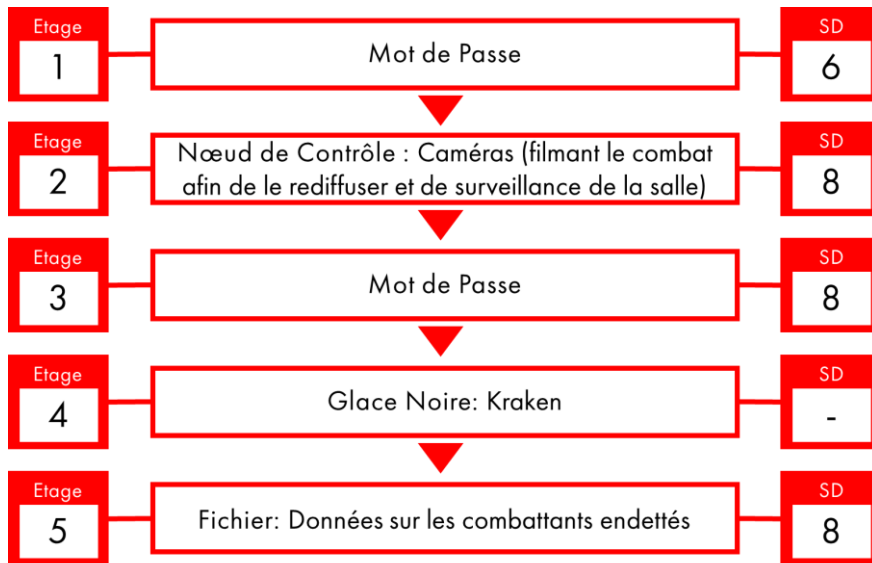 Etage
1
Mot de Passe
SD
6
Etage
2
Nœud de Contrôle : Caméras (filmant le combat
afin de le rediffuser et de surveillance de la salle)
SD
8
Etage
3
Mot de Passe
SD
8
Etage
4
Glace Noire: Kraken
SD
-
Etage
5
Fichier: Données sur les combattants endettés
SD
8